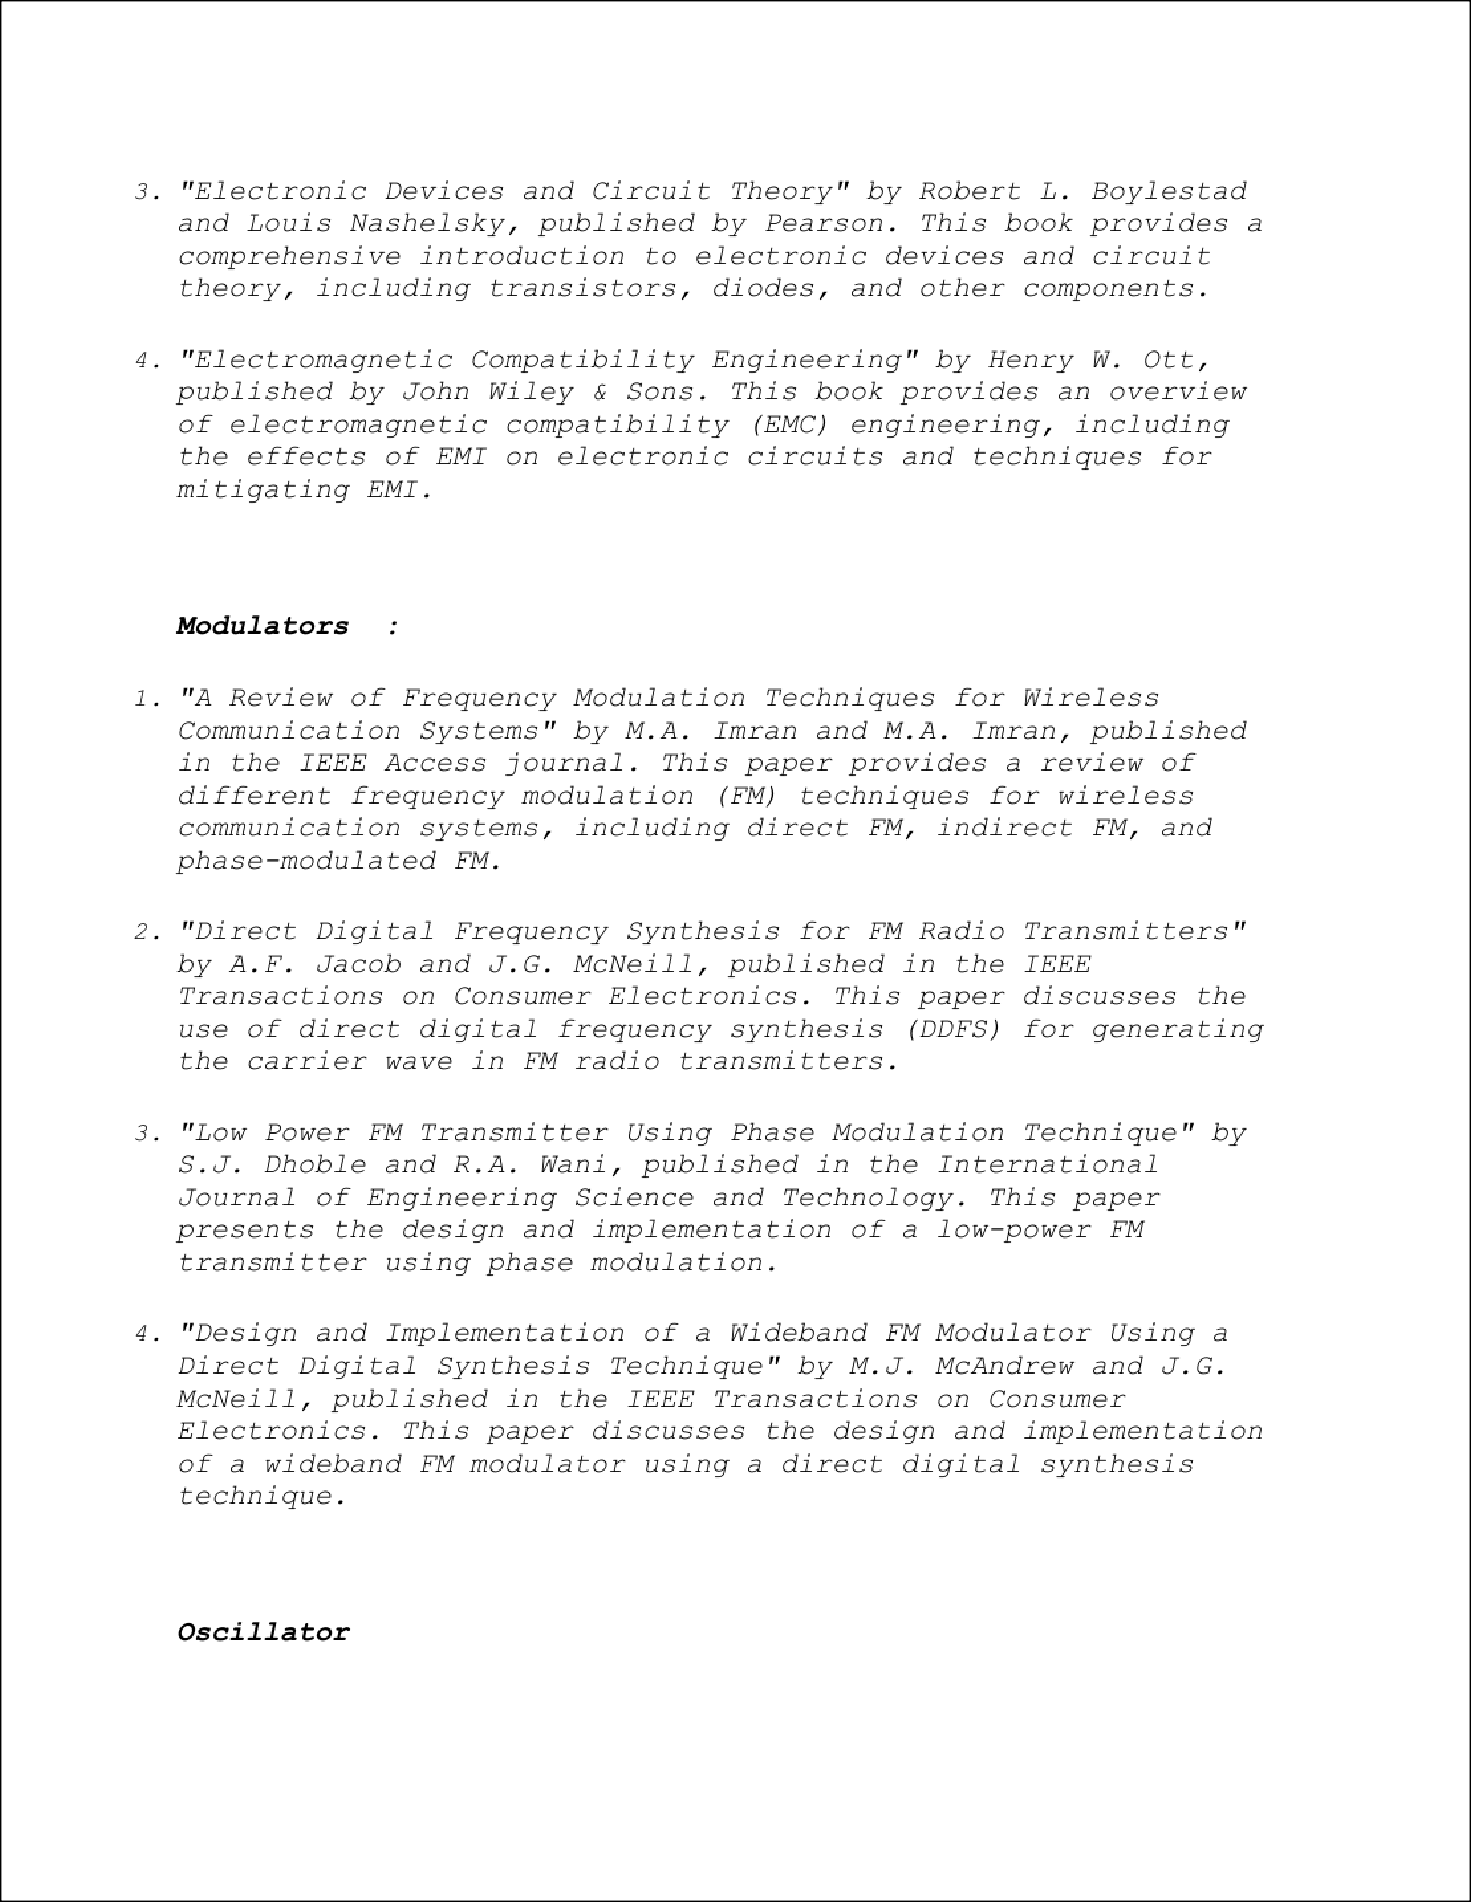 3. "Electronic Devices and Circuit Theory" by Robert L. Boylestad
and Louis Nashelsky, published by Pearson. This book provides a
comprehensive introduction to electronic devices and circuit
theory, including transistors, diodes, and other components.
4. "Electromagnetic Compatibility Engineering" by Henry W. Ott,
published by John Wiley & Sons. This book provides an overview
of electromagnetic compatibility (EMC) engineering, including
the effects of EMI on electronic circuits and techniques for
mitigating EMI.
Modulators :
1. "A Review of Frequency Modulation Techniques for Wireless
Communication Systems" by M.A. Imran and M.A. Imran, published
in the IEEE Access journal. This paper provides a review of
different frequency modulation (FM) techniques for wireless
communication systems, including direct FM, indirect FM, and
phase-modulated FM.
2. "Direct Digital Frequency Synthesis for FM Radio Transmitters"
by A.F. Jacob and J.G. McNeill, published in the IEEE
Transactions on Consumer Electronics. This paper discusses the
use of direct digital frequency synthesis (DDFS) for generating
the carrier wave in FM radio transmitters.
3. "Low Power FM Transmitter Using Phase Modulation Technique" by
S.J. Dhoble and R.A. Wani, published in the International
Journal of Engineering Science and Technology. This paper
presents the design and implementation of a low-power FM
transmitter using phase modulation.
4. "Design and Implementation of a Wideband FM Modulator Using a
Direct Digital Synthesis Technique" by M.J. McAndrew and J.G.
McNeill, published in the IEEE Transactions on Consumer
Electronics. This paper discusses the design and implementation
of a wideband FM modulator using a direct digital synthesis
technique.
Oscillator